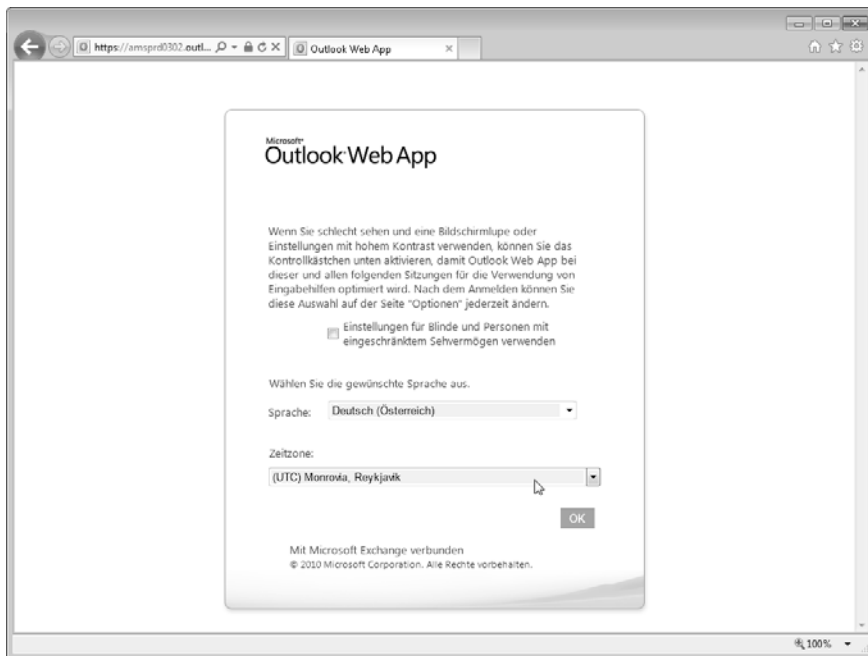 https://amsprd0302.outl...
Outlook Web App
Microsoft®
Outlook Web App
Wenn Sie schlecht sehen und eine Bildschirmlupe oder
Einstellungen mit hohem Kontrast verwenden, können Sie das
Kontrollkästchen unten aktivieren, damit Outlook Web App bei
dieser und allen folgenden Sitzungen für die Verwendung von
Eingabehilfen optimiert wird. Nach dem Anmelden können Sie
diese Auswahl auf der Seite "Optionen" jederzeit ändern.
Einstellungen für Blinde und Personen mit
eingeschränktem Sehvermögen verwenden
Wählen Sie die gewünschte Sprache aus.
Sprache: Deutsch (Österreich)
Zeitzone:
(UTC) Monrovia, Reykjavik
OK
Mit Microsoft Exchange verbunden
© 2010 Microsoft Corporation. Alle Rechte vorbehalten.
100%